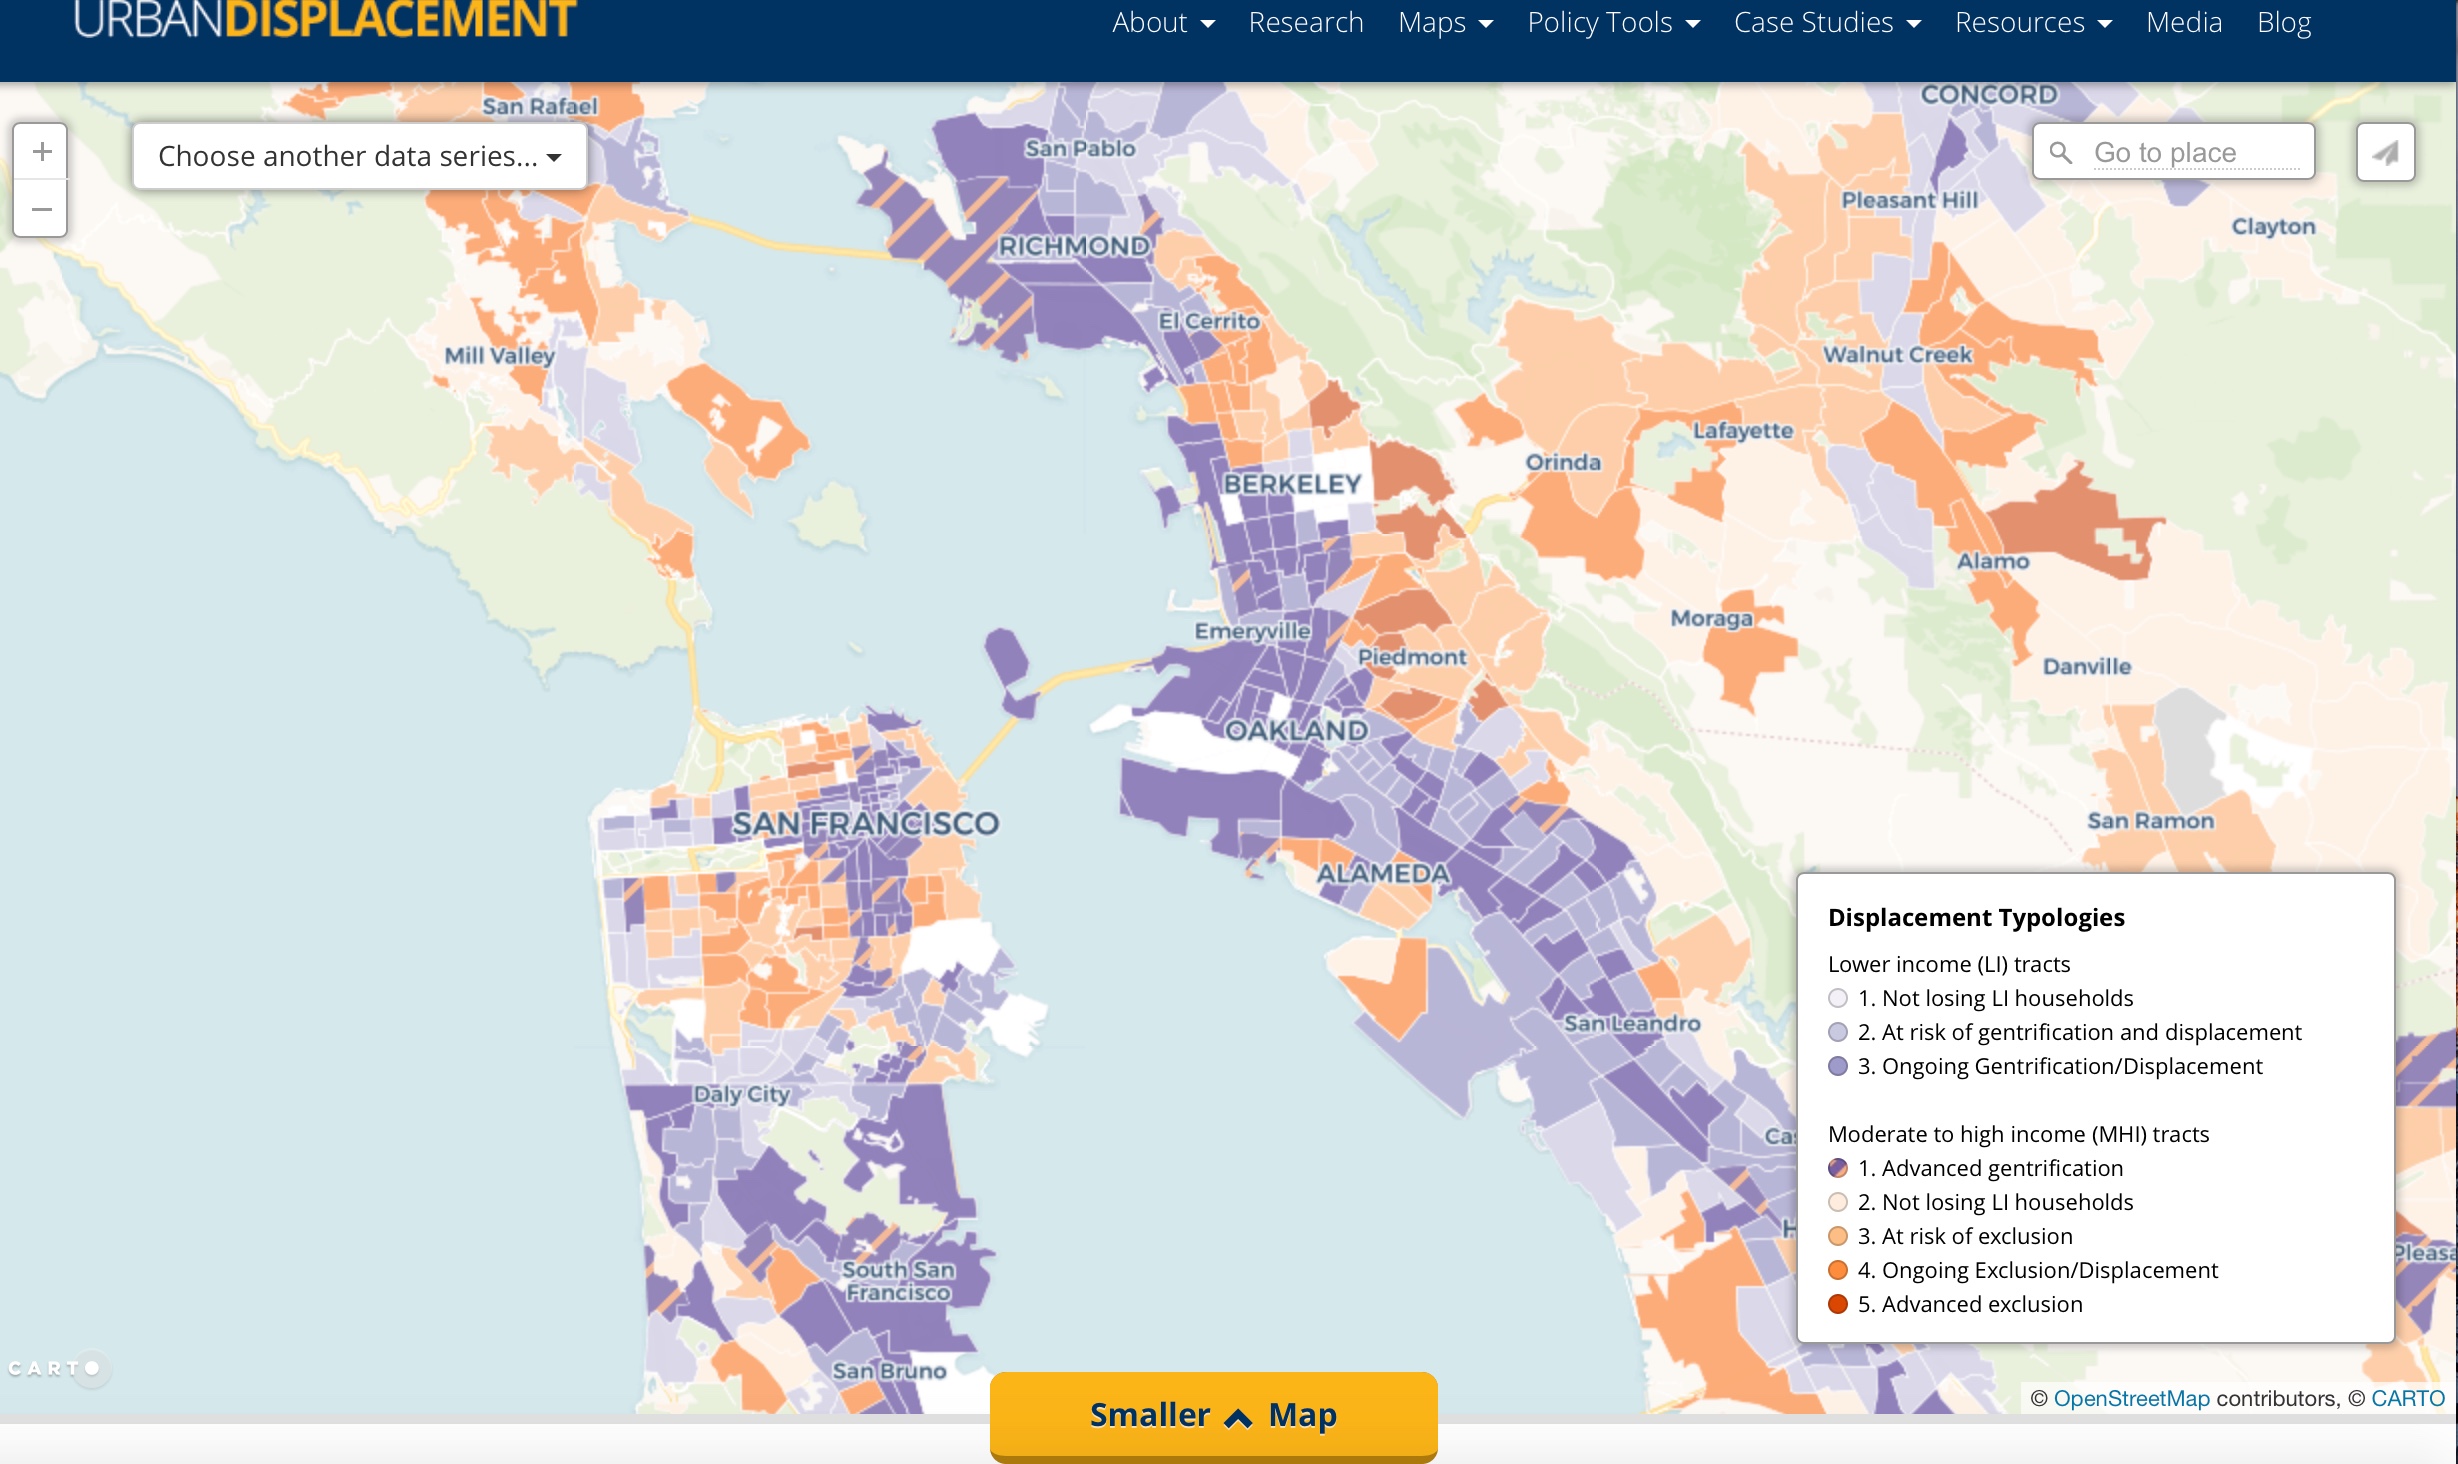 URBANDISPLACEMENT
About Research Maps Policy Tools Case Studies Resources Media Blog
San Rafael
CONCORD
+
Choose another data series...
Go to place
−
San Pablo
Pleasant Hill
Clayton
RICHMOND
El Cerrito
Mill Valley
Walnut Creek
Lafayette
Orinda
BERKELEY
Alamo
Moraga
Emeryville
Piedmont
Danville
OAKLAND
SAN FRANCISCO
San Ramon
ALAMEDA
Displacement Typologies
Lower income (LI) tracts
1. Not losing LI households
2. At risk of gentrification and displacement
3. Ongoing Gentrification/Displacement
Moderate to high income (MHI) tracts
1. Advanced gentrification
2. Not losing LI households
3. At risk of exclusion
4. Ongoing Exclusion/Displacement
5. Advanced exclusion
San Leandro
Daly City
Cas
H
Pleasa
South San
Francisco
San Bruno
CARTO
© OpenStreetMap contributors, © CARTO
Smaller Map